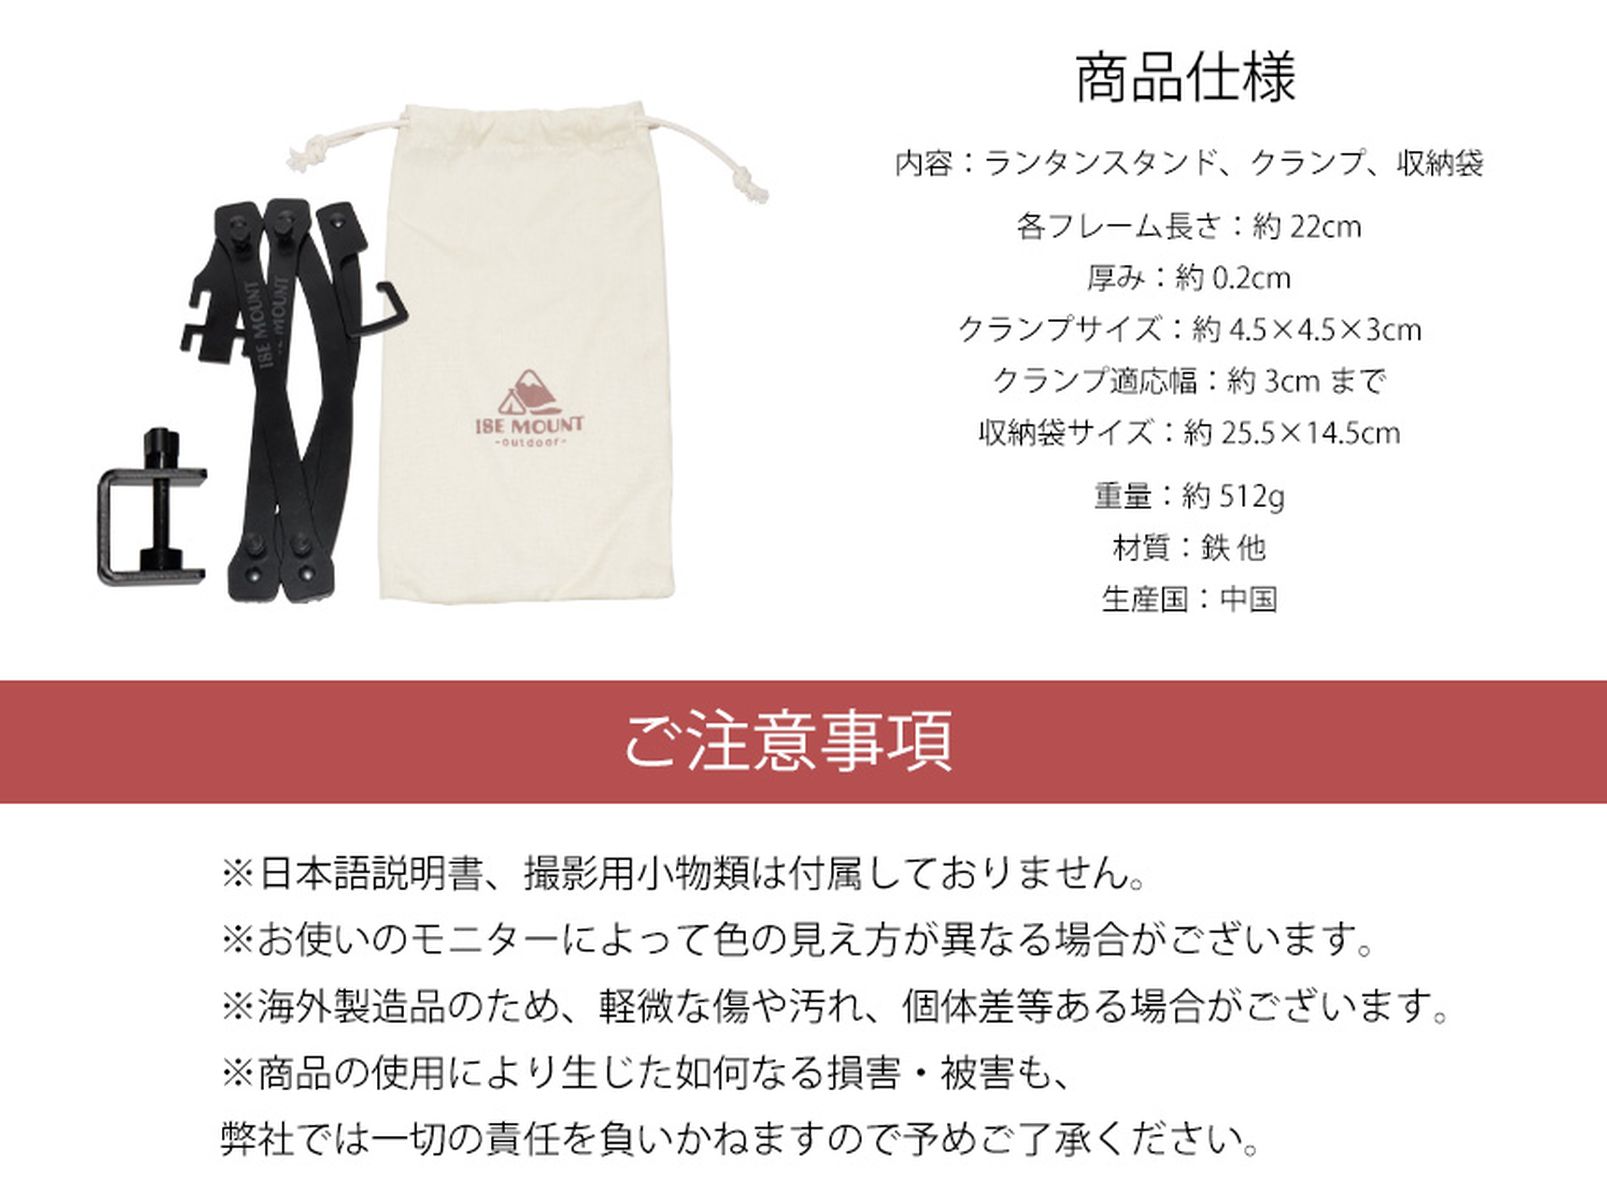 商品仕様
内容：ランタンスタンド、クランプ、収納袋
各フレーム長さ：約 22cm
厚み：約 0.2cm
クランプサイズ：約 4.5×4.5×3cm
クランプ適応幅：約 3cm まで
収納袋サイズ：約 25.5×14.5cm
重量：約 512g
材質：鉄 他
生産国：中国
ISE MOUNT
ISE MOUNT
ISE MOUNT
-outdoor-
ご注意事項
※日本語説明書、撮影用小物類は付属しておりません。
※お使いのモニターによって色の見え方が異なる場合がございます。
※海外製造品のため、軽微な傷や汚れ、個体差等ある場合がございます。
※商品の使用により生じた如何なる損害・被害も、
弊社では一切の責任を負いかねますので予めご了承ください。